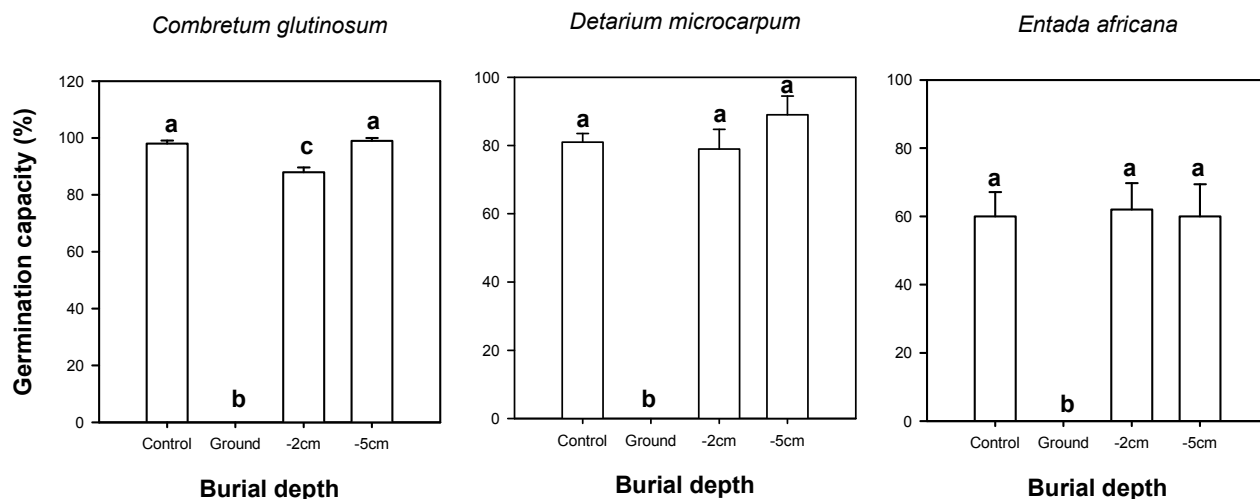 Combretum glutinosum
Detarium microcarpum
Entada africana
Germination capacity (%)
120
100
80
60
40
20
0
a
b
c
a
Control Ground -2cm -5cm
Burial depth
100
80
60
40
20
0
a
b
a
a
Control Ground -2cm -5cm
Burial depth
100
80
60
40
20
0
a
b
a
a
Control Ground -2cm -5cm
Burial depth